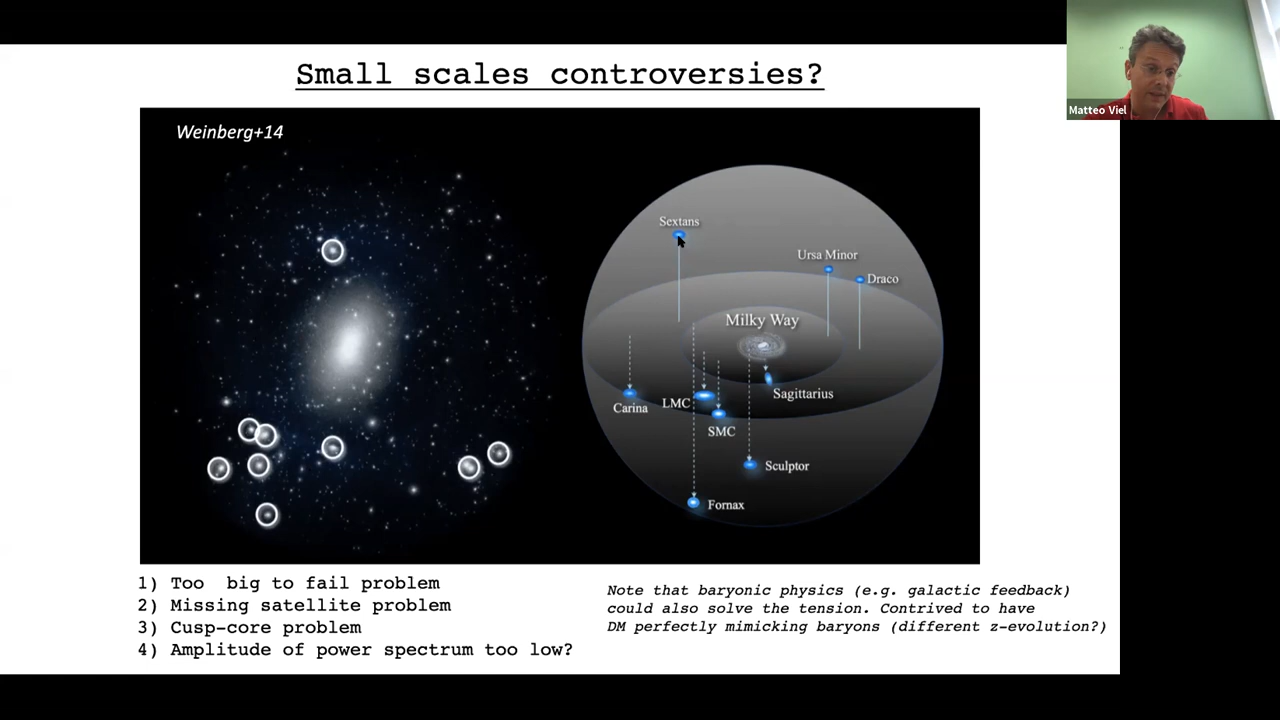 Small scales controversies?
Matteo Viel
Weinberg+14
Sextans
Ursa Minor
Draco
Milky Way
Sagittarius
Carina
LMC
SMC
Sculptor
Fornax
1) Too  big to fail problem
2) Missing satellite problem
3) Cusp-core problem
4) Amplitude of power spectrum too low?
Note that baryonic physics (e.g. galactic feedback)
could also solve the tension. Contrived to have
DM perfectly mimicking baryons (different z-evolution?)